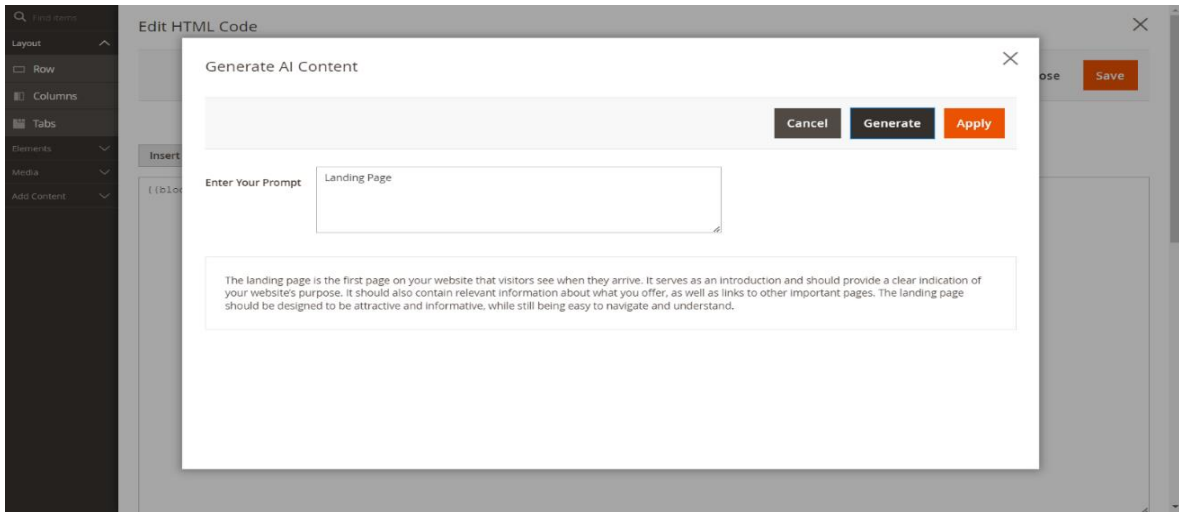 Find items
Edit HTML Code
Layout
Generate AI Content
Row
Save
Columns
Cancel
Generate
Apply
Tabs
Elements
Insert
Media
Enter Your Prompt
Landing Page
Add Content
The landing page is the first page on your website that visitors see when they arrive. It serves as an introduction and should provide a clear indication of
your website's purpose. It should also contain relevant information about what you offer, as well as links to other important pages. The landing page
should be designed to be attractive and informative, while still being easy to navigate and understand.